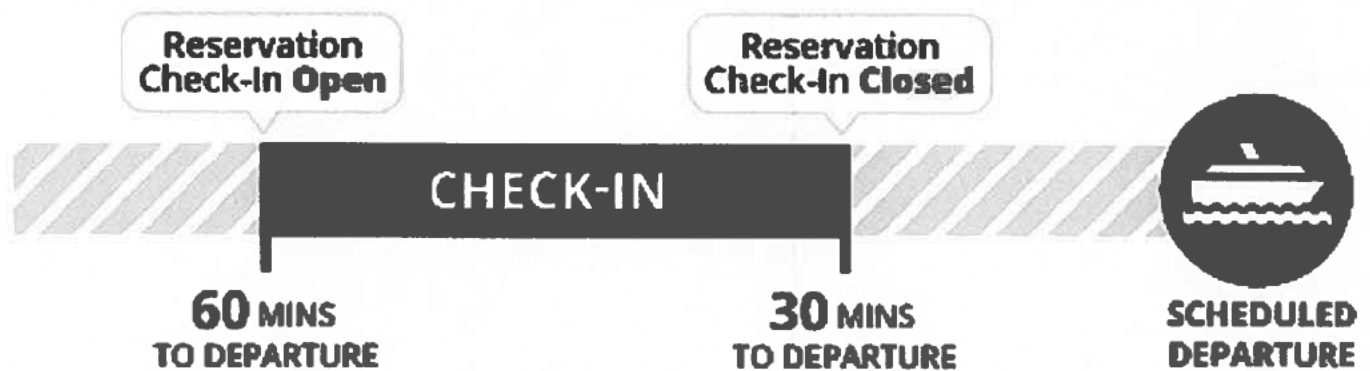 Reservation
Check-In Open
Reservation
Check-In Closed
CHECK-IN
60 MINS
TO DEPARTURE
30 MINS
TO DEPARTURE
SCHEDULED
DEPARTURE